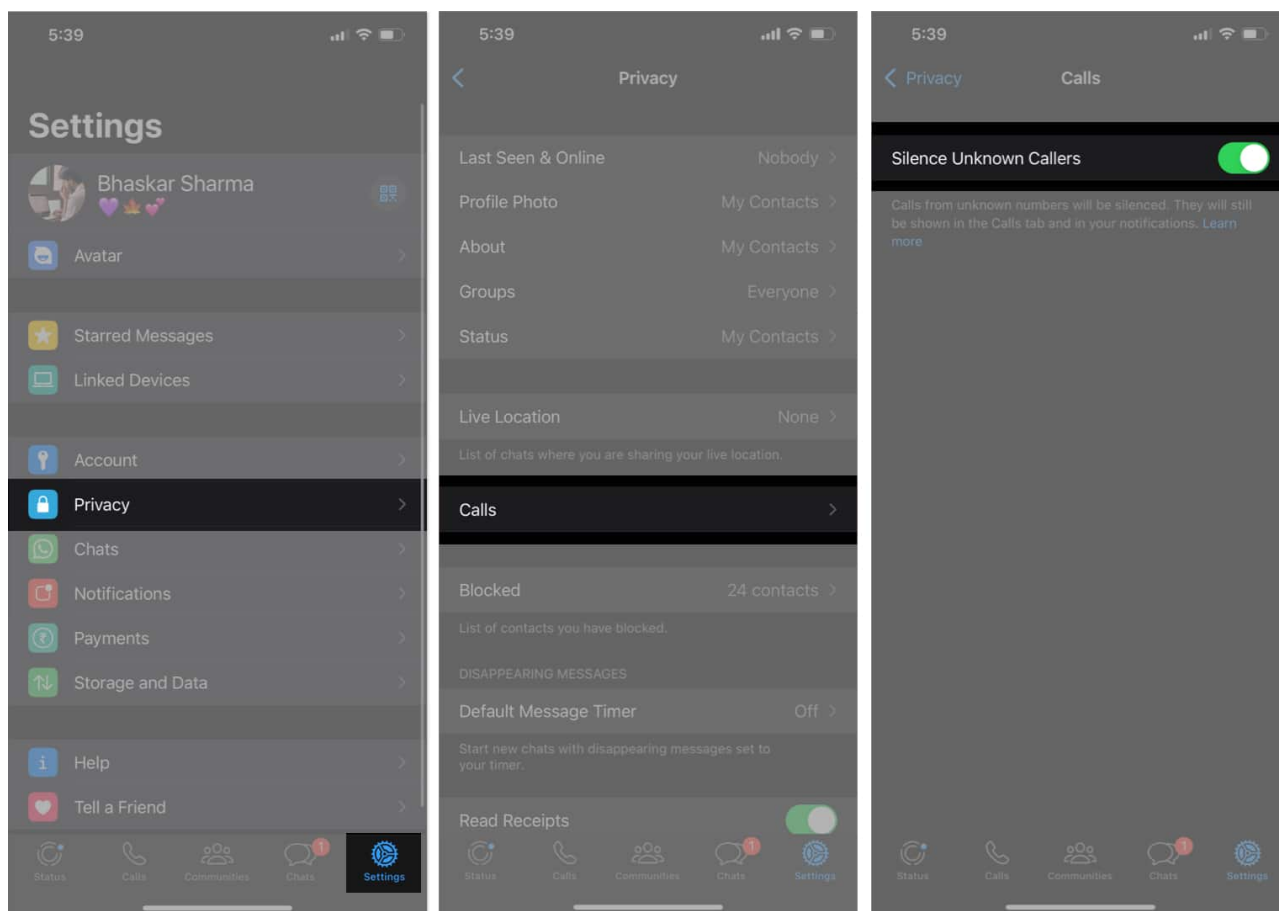 5:39
Settings
Bhaskar Sharma
💜🍁💕
Avatar
Starred Messages
Linked Devices
Account
Privacy
Chats
Notifications
Payments
Storage and Data
Help
Tell a Friend
Status Calls Communities Chats 1 Settings
5:39
Privacy
Last Seen & Online Nobody
Profile Photo My Contacts
About My Contacts
Groups Everyone
Status My Contacts
Live Location None
List of chats where you are sharing your live location.
Calls
Blocked 24 contacts
List of contacts you have blocked.
DISAPPEARING MESSAGES
Default Message Timer Off
Start new chats with disappearing messages set to
your timer.
Read Receipts
Status Calls Communities Chats 1 Settings
5:39
Privacy Calls
Silence Unknown Callers
Calls from unknown numbers will be silenced. They will still
be shown in the Calls tab and in your notifications. Learn
more
Status Calls Communities Chats 1 Settings